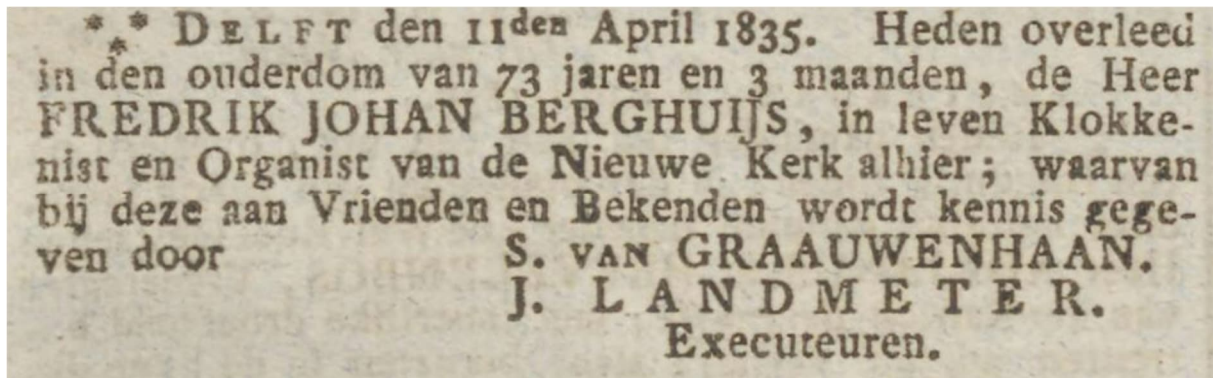 ⁂ DELFT den 11den April 1835. Heden overleed
in den ouderdom van 73 jaren en 3 maanden, de Heer
FREDRIK JOHAN BERGHUIJS, in leven Klokke-
nist en Organist van de Nieuwe Kerk alhier; waarvan
bij deze aan Vrienden en Bekenden wordt kennis gege-
ven door S. VAN GRAAUWENHAAN.
J. LANDMETER.
Executeuren.